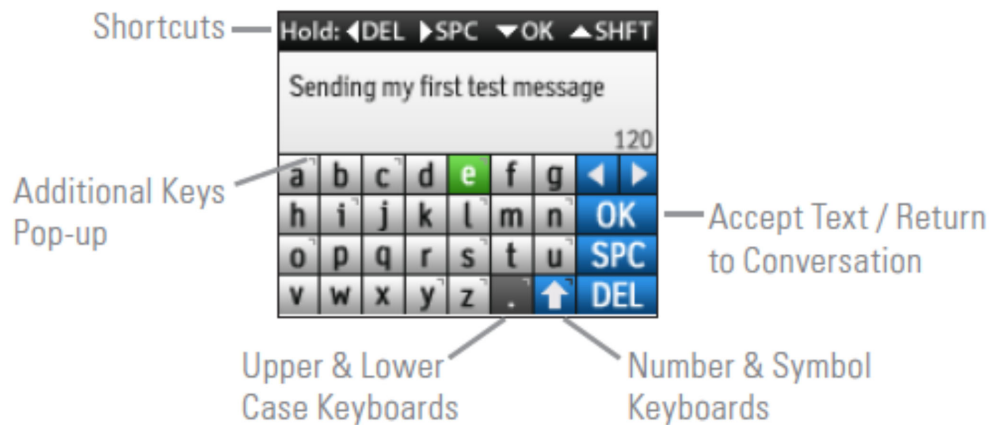 Shortcuts
Hold: ◀DEL ▶SPC ▼OK ▲SHFT
Sending my first test message
120
Additional Keys
Pop-up
a b c d e f g ◀ ▶
h i j k l m n OK
o p q r s t u SPC
v w x y z . ⬆ DEL
Accept Text / Return
to Conversation
Upper & Lower
Case Keyboards
Number & Symbol
Keyboards